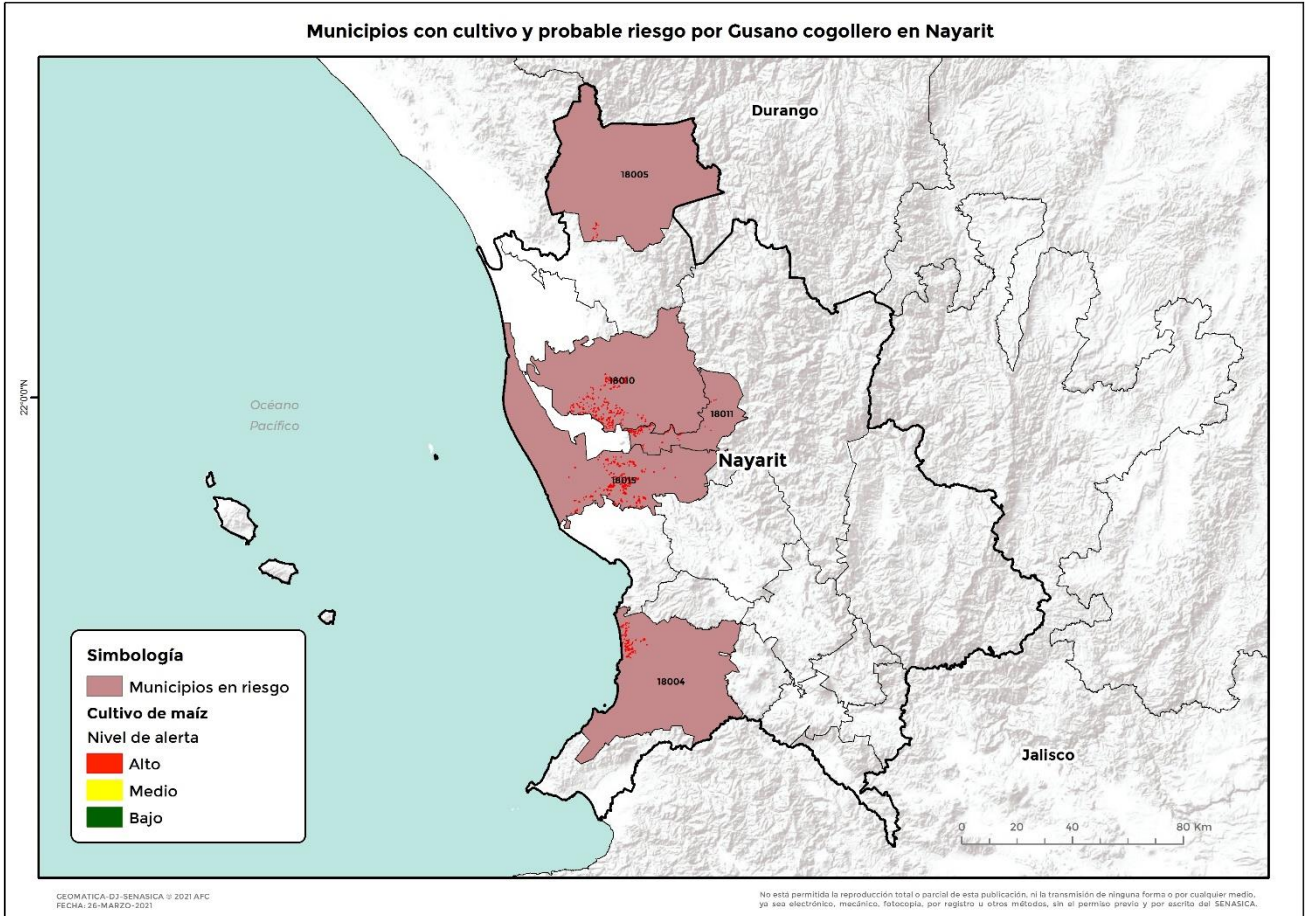 Municipios con cultivo y probable riesgo por Gusano cogollero en Nayarit
Durango
18005
22°0'0"N
18010
Océano
Pacífico
18011
Nayarit
18015
Simbología
Municipios en riesgo
Cultivo de maíz
Nivel de alerta
Alto
Medio
Bajo
18004
Jalisco
0 20 40 80 Km
GEOMATICA-DJ-SENASICA © 2021 AFC
FECHA: 26-MARZO-2021
No está permitida la reproducción total o parcial de esta publicación, ni la transmisión de ninguna forma o por cualquier medio,
ya sea electrónico, mecánico, fotocopia, por registro u otros métodos, sin el permiso previo y por escrito del SENASICA.